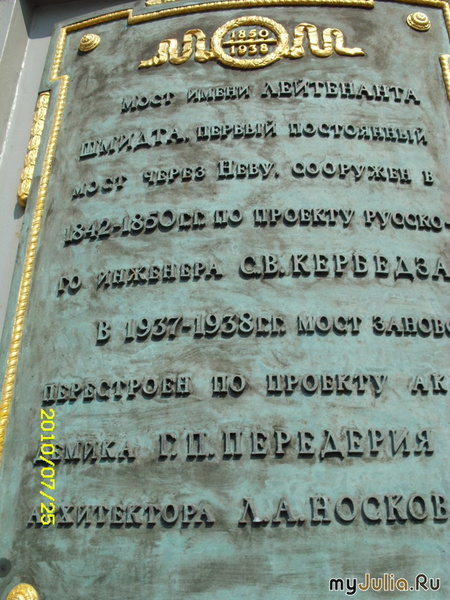 1850
1938
МОСТ ИМЕНИ ЛЕЙТЕНАНТА
ШМИДТА, ПЕРВЫЙ ПОСТОЯННЫЙ
МОСТ ЧЕРЕЗ НЕВУ, СООРУЖЕН В
1842-1850 ГГ. ПО ПРОЕКТУ РУССКО-
ГО ИНЖЕНЕРА С.В. КЕРБЕДЗА
В 1937-1938 ГГ. МОСТ ЗАНОВО
ПЕРЕСТРОЕН ПО ПРОЕКТУ АК
ДЕМИКА Г.П. ПЕРЕДЕРИЯ
АРХИТЕКТОРА Л.А. НОСКОВ
2010/07/25
myJulia.Ru